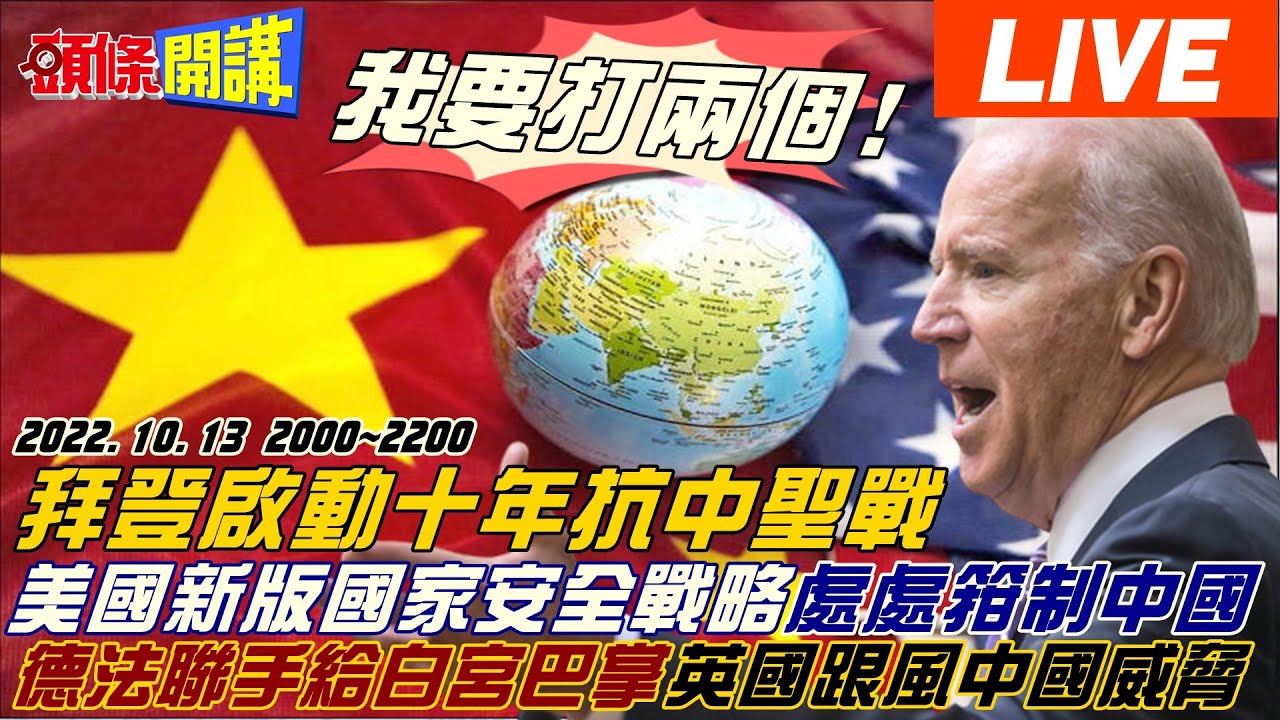 頭條開講
LIVE
我要打兩個!
2022.10.13 2000~2200
拜登啟動十年抗中聖戰
美國新版國家安全戰略處處箝制中國
德法聯手給白宮巴掌英國跟風中國威脅